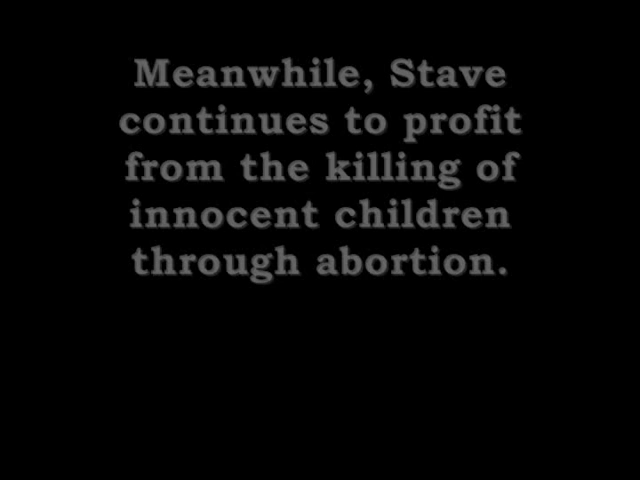 Meanwhile, Stave
continues to profit
from the killing of
innocent children
through abortion.